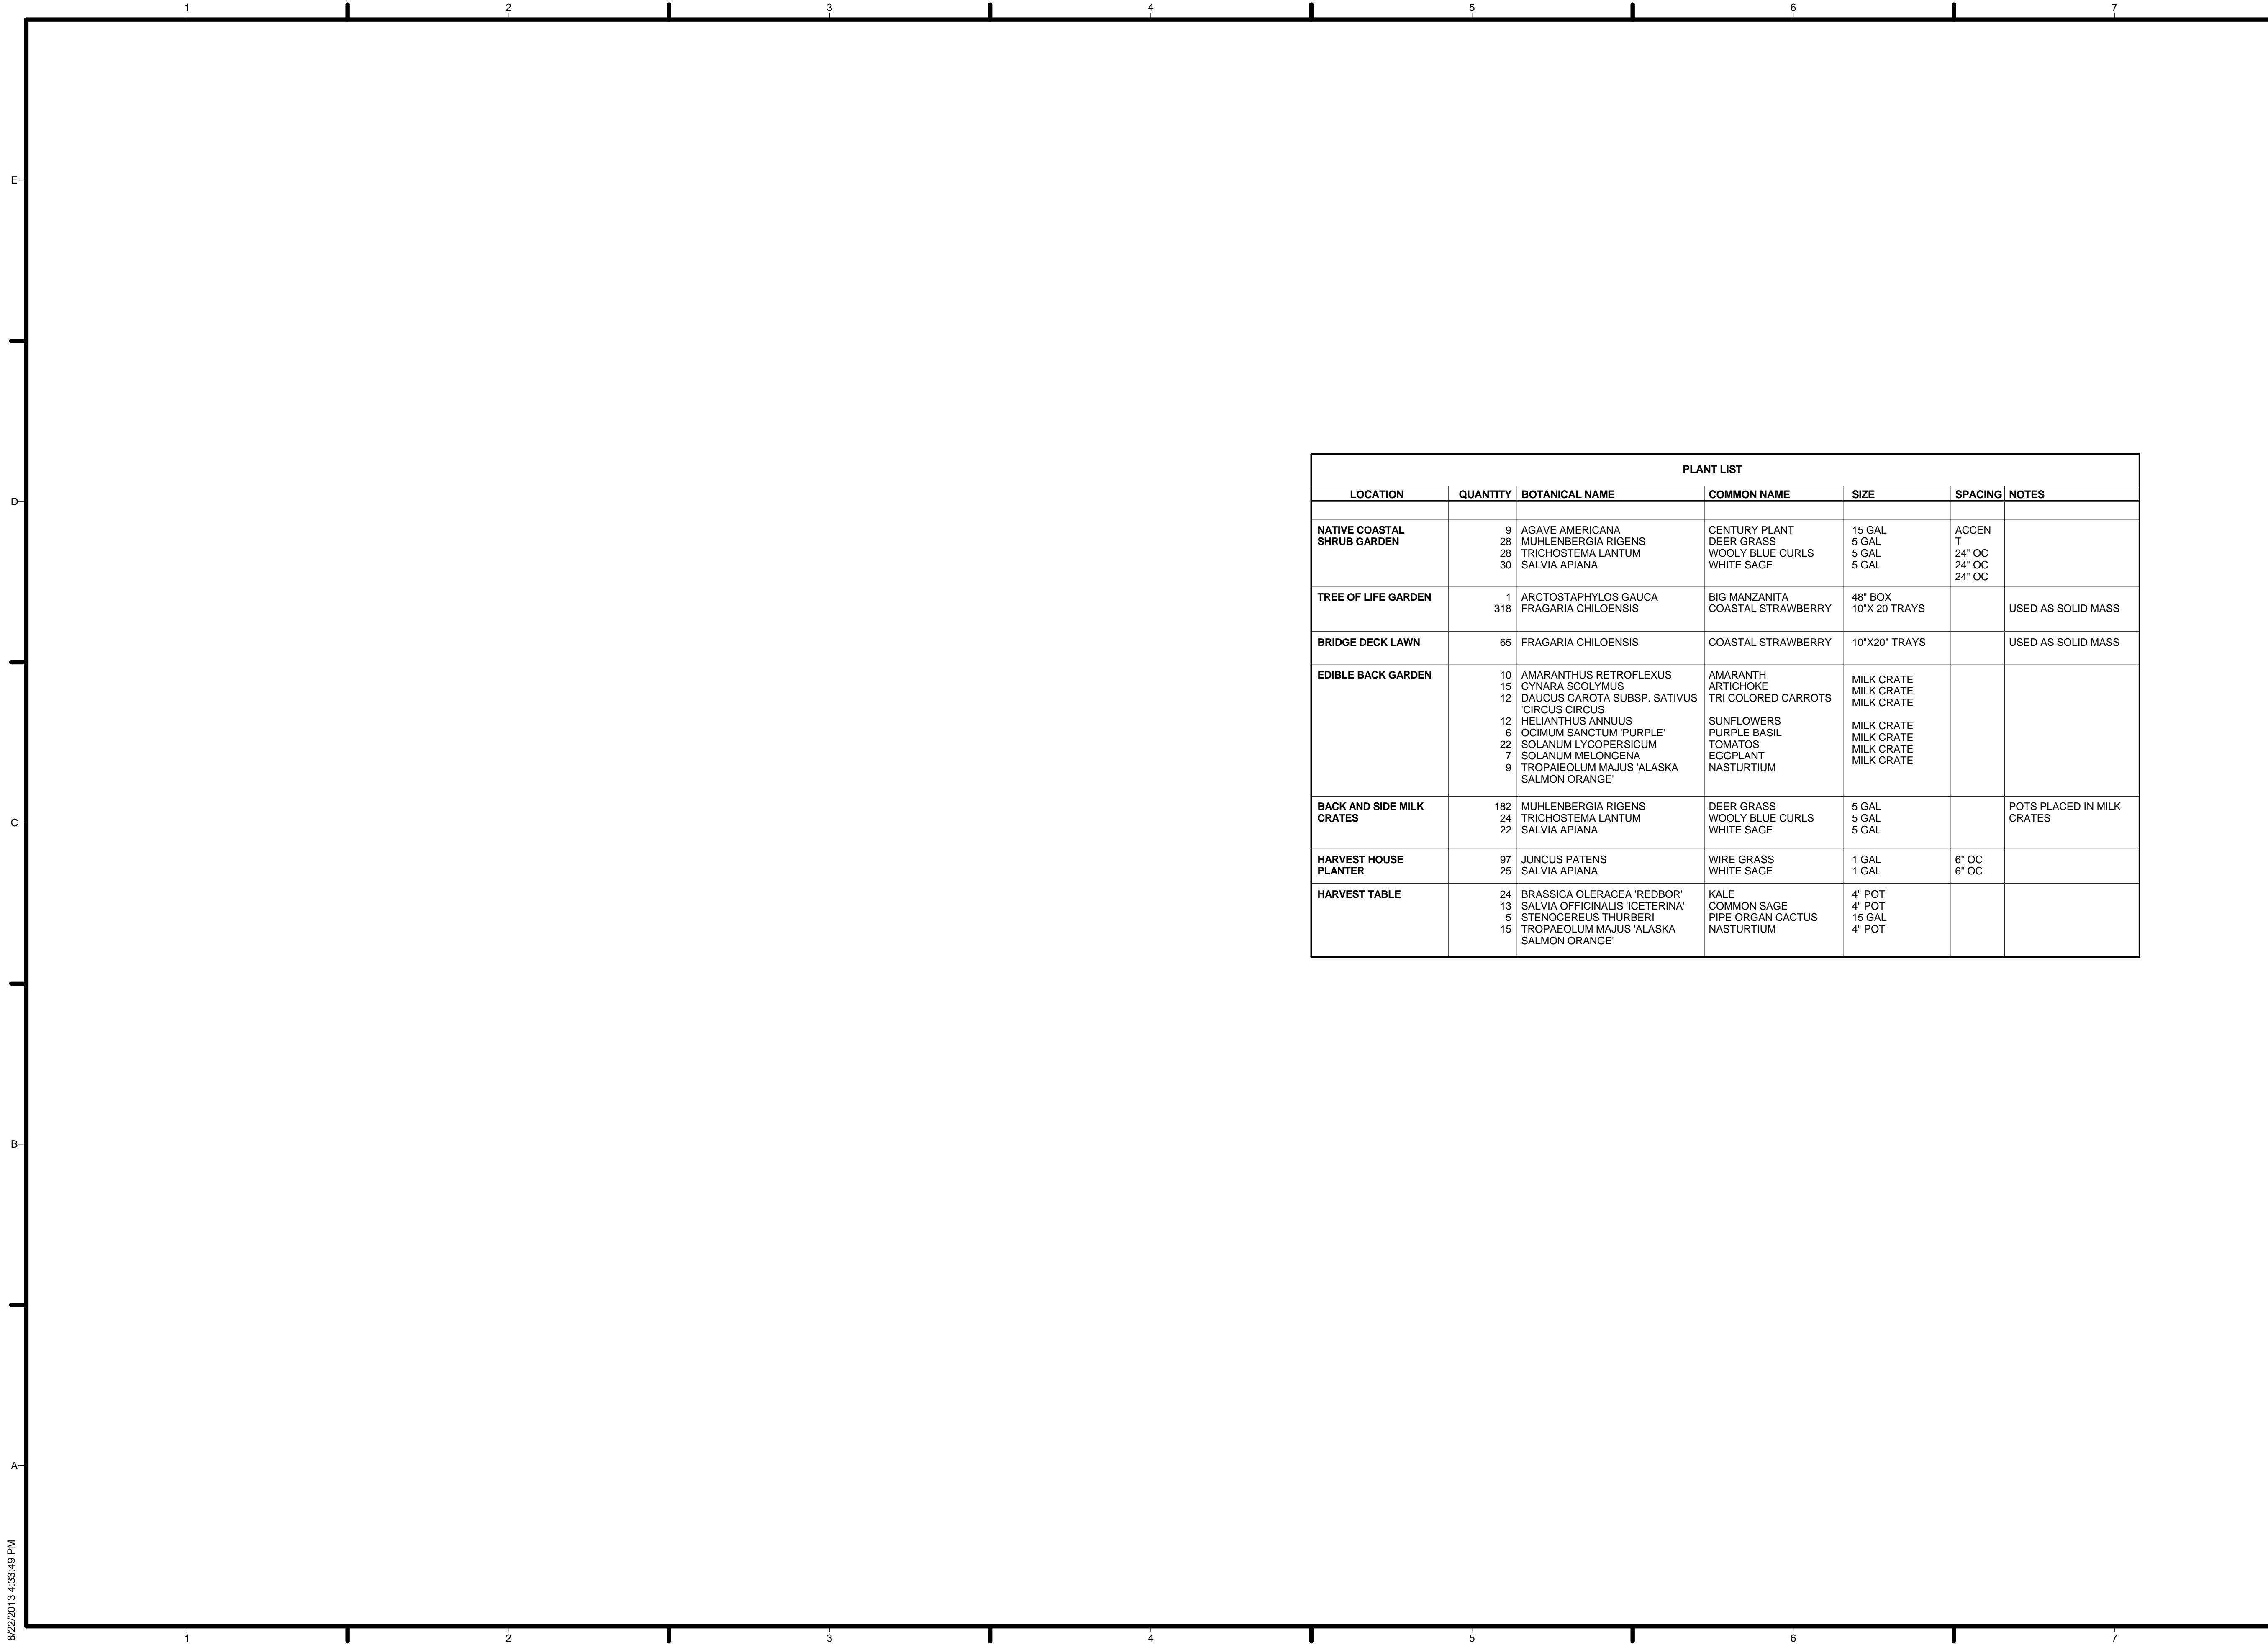 1 2 3 4 5 6 7
PLANT LIST
LOCATION QUANTITY BOTANICAL NAME COMMON NAME SIZE SPACING NOTES
NATIVE COASTAL 9 AGAVE AMERICANA CENTURY PLANT 15 GAL ACCEN
SHRUB GARDEN 28 MUHLENBERGIA RIGENS DEER GRASS 5 GAL T
28 TRICHOSTEMA LANTUM WOOLY BLUE CURLS 5 GAL 24" OC
30 SALVIA APIANA WHITE SAGE 5 GAL 24" OC
24" OC
TREE OF LIFE GARDEN 1 ARCTOSTAPHYLOS GAUCA BIG MANZANITA 48" BOX
318 FRAGARIA CHILOENSIS COASTAL STRAWBERRY 10"X 20 TRAYS USED AS SOLID MASS
BRIDGE DECK LAWN 65 FRAGARIA CHILOENSIS COASTAL STRAWBERRY 10"X20" TRAYS USED AS SOLID MASS
EDIBLE BACK GARDEN 10 AMARANTHUS RETROFLEXUS AMARANTH MILK CRATE
15 CYNARA SCOLYMUS ARTICHOKE MILK CRATE
12 DAUCUS CAROTA SUBSP. SATIVUS TRI COLORED CARROTS MILK CRATE
'CIRCUS CIRCUS
12 HELIANTHUS ANNUUS SUNFLOWERS MILK CRATE
6 OCIMUM SANCTUM 'PURPLE' PURPLE BASIL MILK CRATE
22 SOLANUM LYCOPERSICUM TOMATOS MILK CRATE
7 SOLANUM MELONGENA EGGPLANT MILK CRATE
9 TROPAIEOLUM MAJUS 'ALASKA NASTURTIUM
SALMON ORANGE'
BACK AND SIDE MILK 182 MUHLENBERGIA RIGENS DEER GRASS 5 GAL POTS PLACED IN MILK
CRATES 24 TRICHOSTEMA LANTUM WOOLY BLUE CURLS 5 GAL CRATES
22 SALVIA APIANA WHITE SAGE 5 GAL
HARVEST HOUSE 97 JUNCUS PATENS WIRE GRASS 1 GAL 6" OC
PLANTER 25 SALVIA APIANA WHITE SAGE 1 GAL 6" OC
HARVEST TABLE 24 BRASSICA OLERACEA 'REDBOR' KALE 4" POT
13 SALVIA OFFICINALIS 'ICETERINA' COMMON SAGE 4" POT
5 STENOCEREUS THURBERI PIPE ORGAN CACTUS 15 GAL
15 TROPAEOLUM MAJUS 'ALASKA NASTURTIUM 4" POT
SALMON ORANGE'
E
D
C
B
A
8/22/2013 4:33:49 PM
1 2 3 4 5 6 7